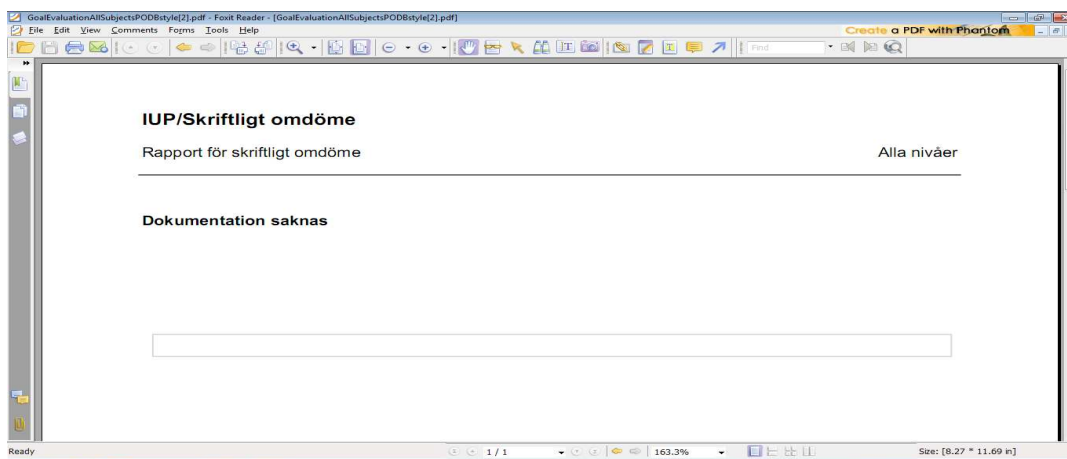 GoalEvaluationAllSubjectsPODBstyle[2].pdf - Foxit Reader - [GoalEvaluationAllSubjectsPODBstyle[2].pdf]
File Edit View Comments Forms Tools Help
Create a PDF with Phantom
Find
IUP/Skriftligt omdöme
Rapport för skriftligt omdöme Alla nivåer
Dokumentation saknas
Ready 1 / 1 163.3% Size: [8.27 * 11.69 in]